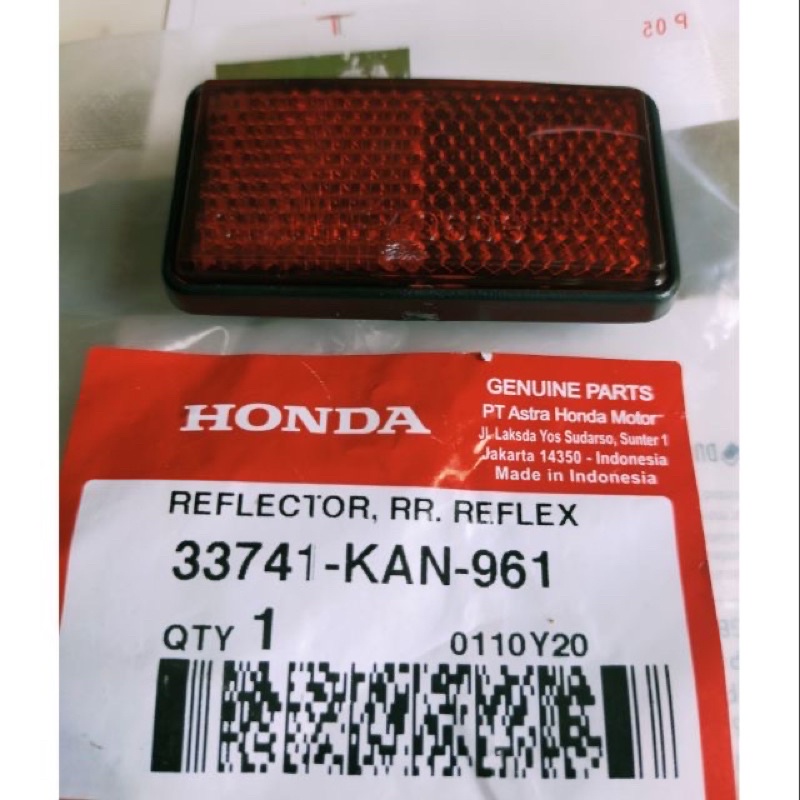 T
P 05
HONDA
GENUINE PARTS
PT Astra Honda Motor
Jl. Laksda Yos Sudarso, Sunter 1
Jakarta 14350 - Indonesia
Made in Indonesia
REFLECTOR, RR. REFLEX
33741-KAN-961
QTY 1
0110Y20